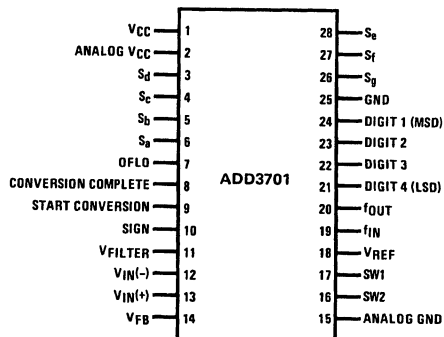 VCC 1
ANALOG VCC 2
Sd 3
Sc 4
Sb 5
Sa 6
OFLO 7
CONVERSION COMPLETE 8
START CONVERSION 9
SIGN 10
VFILTER 11
VIN(-) 12
VIN(+) 13
VFB 14
ADD3701
28 Se
27 Sf
26 Sg
25 GND
24 DIGIT 1 (MSD)
23 DIGIT 2
22 DIGIT 3
21 DIGIT 4 (LSD)
20 fOUT
19 fIN
18 VREF
17 SW1
16 SW2
15 ANALOG GND